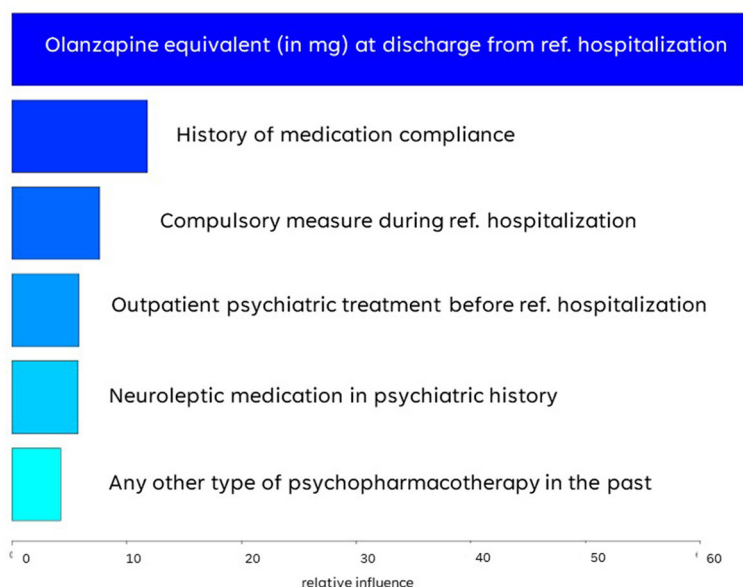 Olanzapine equivalent (in mg) at discharge from ref. hospitalization
History of medication compliance
Compulsory measure during ref. hospitalization
Outpatient psychiatric treatment before ref. hospitalization
Neuroleptic medication in psychiatric history
Any other type of psychopharmacotherapy in the past
0 10 20 30 40 50 60
relative influence